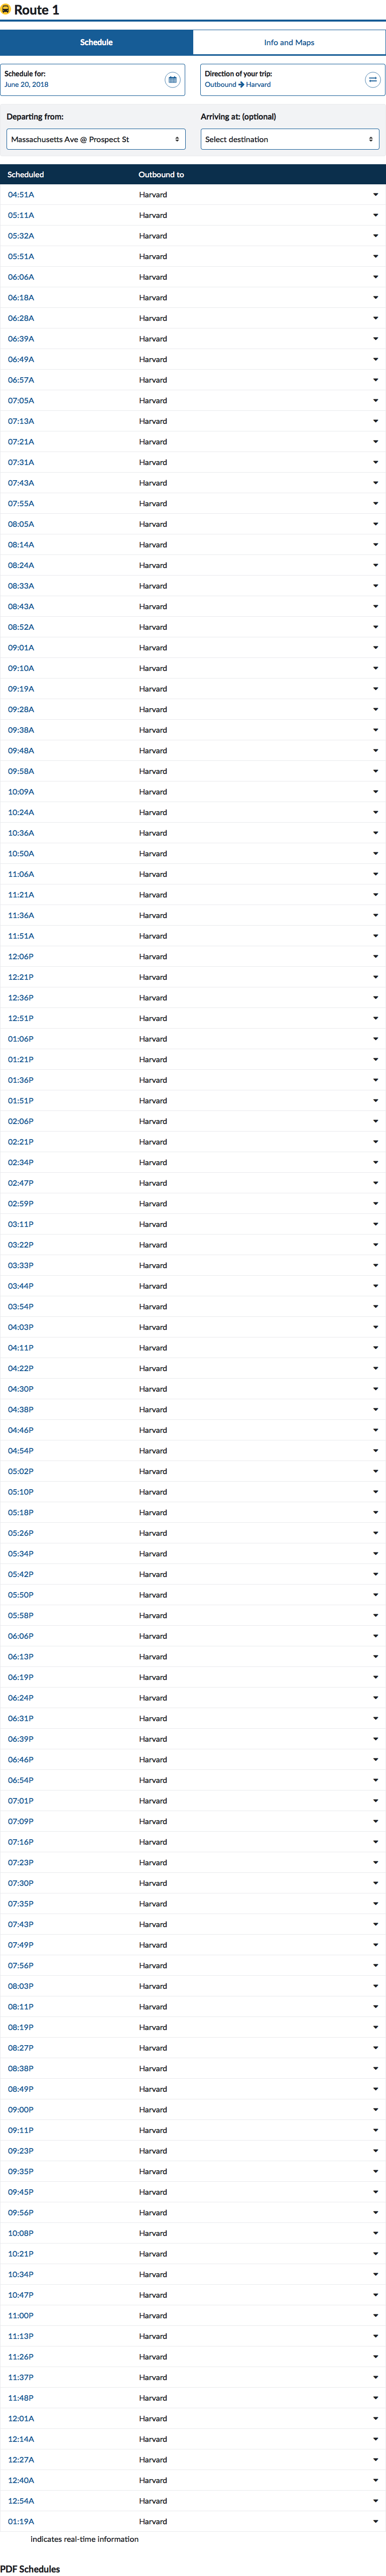 Route 1
Schedule Info and Maps
Schedule for: Direction of your trip:
June 20, 2018 Outbound → Harvard
Departing from: Arriving at: (optional)
Massachusetts Ave @ Prospect St Select destination
Scheduled Outbound to
04:51A Harvard
05:11A Harvard
05:32A Harvard
05:51A Harvard
06:06A Harvard
06:18A Harvard
06:28A Harvard
06:39A Harvard
06:49A Harvard
06:57A Harvard
07:05A Harvard
07:13A Harvard
07:21A Harvard
07:31A Harvard
07:43A Harvard
07:55A Harvard
08:05A Harvard
08:14A Harvard
08:24A Harvard
08:33A Harvard
08:43A Harvard
08:52A Harvard
09:01A Harvard
09:10A Harvard
09:19A Harvard
09:28A Harvard
09:38A Harvard
09:48A Harvard
09:58A Harvard
10:09A Harvard
10:24A Harvard
10:36A Harvard
10:50A Harvard
11:06A Harvard
11:21A Harvard
11:36A Harvard
11:51A Harvard
12:06P Harvard
12:21P Harvard
12:36P Harvard
12:51P Harvard
01:06P Harvard
01:21P Harvard
01:36P Harvard
01:51P Harvard
02:06P Harvard
02:21P Harvard
02:34P Harvard
02:47P Harvard
02:59P Harvard
03:11P Harvard
03:22P Harvard
03:33P Harvard
03:44P Harvard
03:54P Harvard
04:03P Harvard
04:11P Harvard
04:22P Harvard
04:30P Harvard
04:38P Harvard
04:46P Harvard
04:54P Harvard
05:02P Harvard
05:10P Harvard
05:18P Harvard
05:26P Harvard
05:34P Harvard
05:42P Harvard
05:50P Harvard
05:58P Harvard
06:06P Harvard
06:13P Harvard
06:19P Harvard
06:24P Harvard
06:31P Harvard
06:39P Harvard
06:46P Harvard
06:54P Harvard
07:01P Harvard
07:09P Harvard
07:16P Harvard
07:23P Harvard
07:30P Harvard
07:35P Harvard
07:43P Harvard
07:49P Harvard
07:56P Harvard
08:03P Harvard
08:11P Harvard
08:19P Harvard
08:27P Harvard
08:38P Harvard
08:49P Harvard
09:00P Harvard
09:11P Harvard
09:23P Harvard
09:35P Harvard
09:45P Harvard
09:56P Harvard
10:08P Harvard
10:21P Harvard
10:34P Harvard
10:47P Harvard
11:00P Harvard
11:13P Harvard
11:26P Harvard
11:37P Harvard
11:48P Harvard
12:01A Harvard
12:14A Harvard
12:27A Harvard
12:40A Harvard
12:54A Harvard
01:19A Harvard
indicates real-time information
PDF Schedules